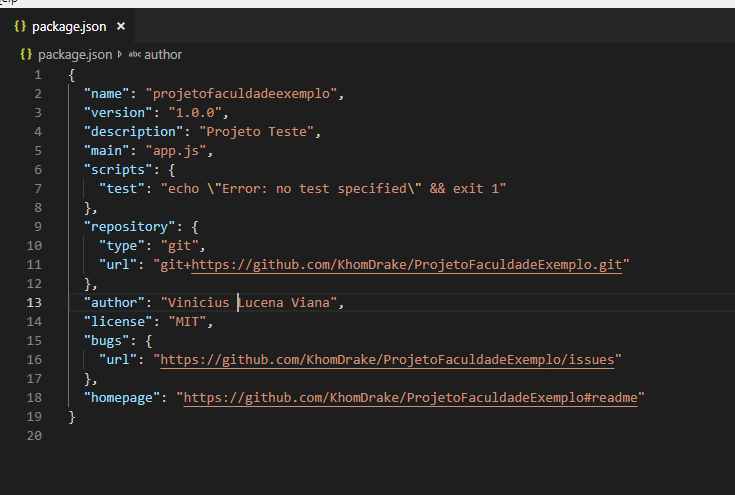 {} package.json ×
{} package.json abc author
1 {
2 "name": "projetofaculdadeexemplo",
3 "version": "1.0.0",
4 "description": "Projeto Teste",
5 "main": "app.js",
6 "scripts": {
7 "test": "echo \"Error: no test specified\" && exit 1"
8 },
9 "repository": {
10 "type": "git",
11 "url": "git+https://github.com/KhomDrake/ProjetoFaculdadeExemplo.git"
12 },
13 "author": "Vinicius Lucena Viana",
14 "license": "MIT",
15 "bugs": {
16 "url": "https://github.com/KhomDrake/ProjetoFaculdadeExemplo/issues"
17 },
18 "homepage": "https://github.com/KhomDrake/ProjetoFaculdadeExemplo#readme"
19 }
20